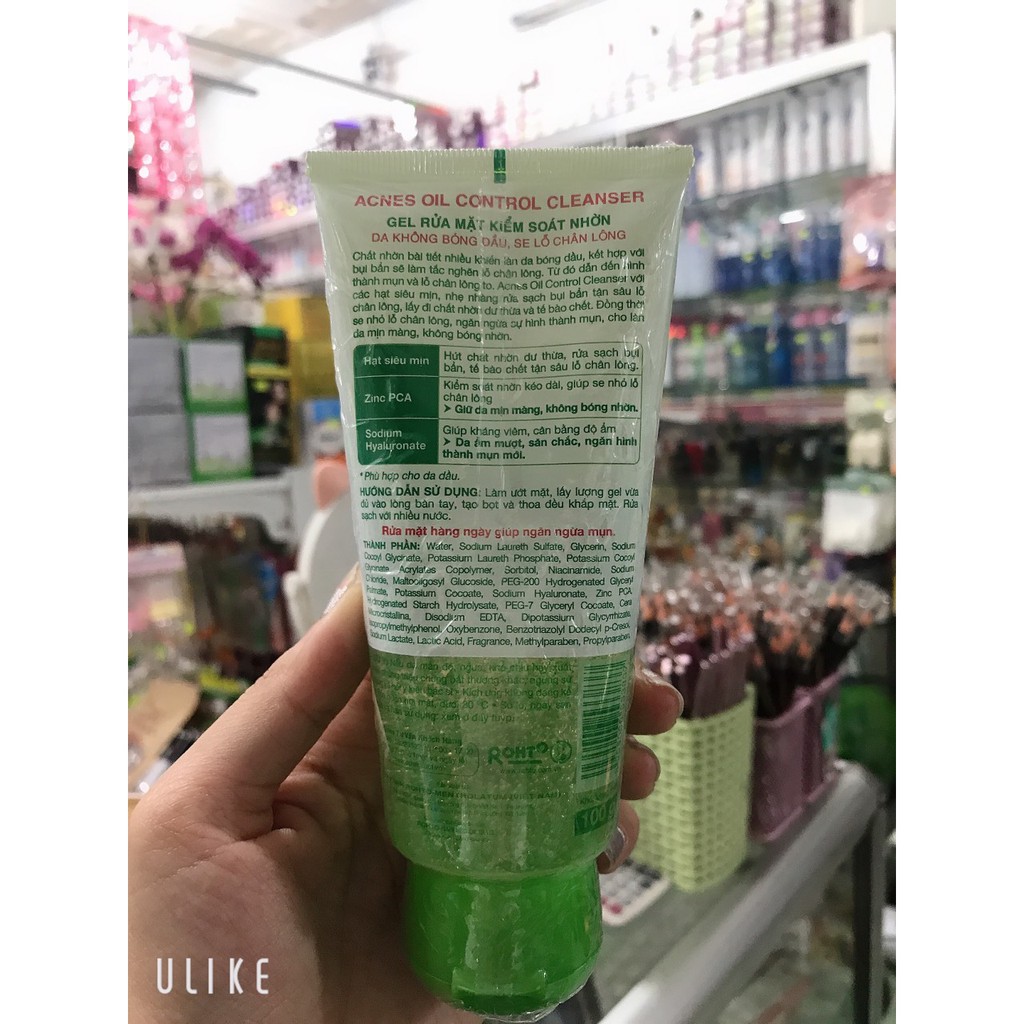 ACNES OIL CONTROL CLEANSER
GEL RỬA MẶT KIỂM SOÁT NHỜN
DA KHÔNG BÓNG DẦU, SE LỖ CHÂN LÔNG
Chất nhờn bài tiết nhiều khiến làn da bóng dầu, kết hợp với
bụi bẩn sẽ làm tắc nghẽn lỗ chân lông. Từ đó dẫn đến hình
thành mụn và lỗ chân lông to. Acnes Oil Control Cleanser với
các hạt siêu mịn, nhẹ nhàng rửa sạch bụi bẩn tận sâu lỗ
chân lông, lấy đi chất nhờn dư thừa và tế bào chết. Đồng thời
se nhỏ lỗ chân lông, ngăn ngừa sự hình thành mụn, cho làn
da mịn màng, không bóng nhờn.
Hạt siêu mịn
Hút chất nhờn dư thừa, rửa sạch bụi
bẩn, tế bào chết tận sâu lỗ chân lông.
Zinc PCA
Kiểm soát nhờn kéo dài, giúp se nhỏ lỗ
chân lông
➤ Giữ da mịn màng, không bóng nhờn.
Sodium
Hyaluronate
Giúp kháng viêm, cân bằng độ ẩm
➤ Da ẩm mượt, săn chắc, ngăn hình
thành mụn mới.
* Phù hợp cho da dầu.
HƯỚNG DẪN SỬ DỤNG: Làm ướt mặt, lấy lượng gel vừa
đủ vào lòng bàn tay, tạo bọt và thoa đều khắp mặt. Rửa
sạch với nhiều nước.
Rửa mặt hàng ngày giúp ngăn ngừa mụn.
THÀNH PHẦN: Water, Sodium Laureth Sulfate, Glycerin, Sodium
Cocoyl Glycinate, Potassium Laureth Phosphate, Potassium Cocoyl
Glycinate, Acrylates Copolymer, Sorbitol, Niacinamide, Sodium
Chloride, Maltooligosyl Glucoside, PEG-200 Hydrogenated Glyceryl
Palmate, Potassium Cocoate, Sodium Hyaluronate, Zinc PCA,
Hydrogenated Starch Hydrolysate, PEG-7 Glyceryl Cocoate, Cera
Microcristallina, Disodium EDTA, Dipotassium Glycyrrhizate,
Isopropylmethylphenol, Oxybenzone, Benzotriazolyl Dodecyl p-Cresol,
Sodium Lactate, Lactic Acid, Fragrance, Methylparaben, Propylparaben.
ROHTO
100
ULIKE